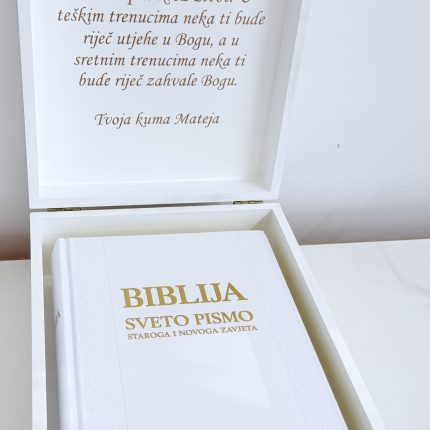 teškim trenucima neka ti bude
riječ utjehe u Bogu, a u
sretnim trenucima neka ti
bude riječ zahvale Bogu.
Tvoja kuma Mateja
BIBLIJA
SVETO PISMO
STAROGA I NOVOGA ZAVJETA